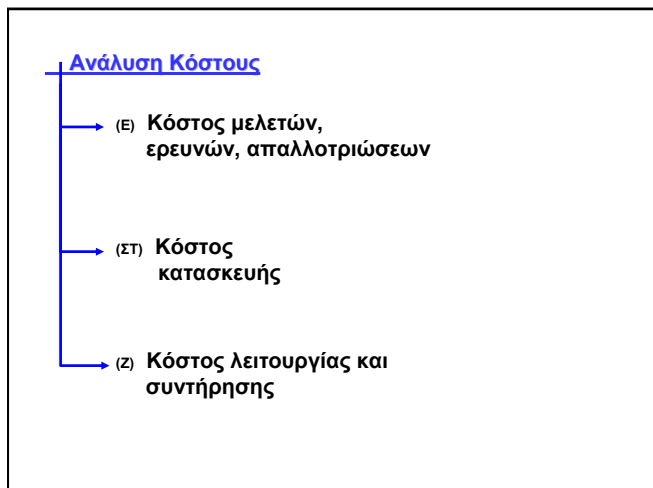 Ανάλυση Κόστους
(Ε) Κόστος μελετών,
ερευνών, απαλλοτριώσεων
(ΣΤ) Κόστος
κατασκευής
(Ζ) Κόστος λειτουργίας και
συντήρησης